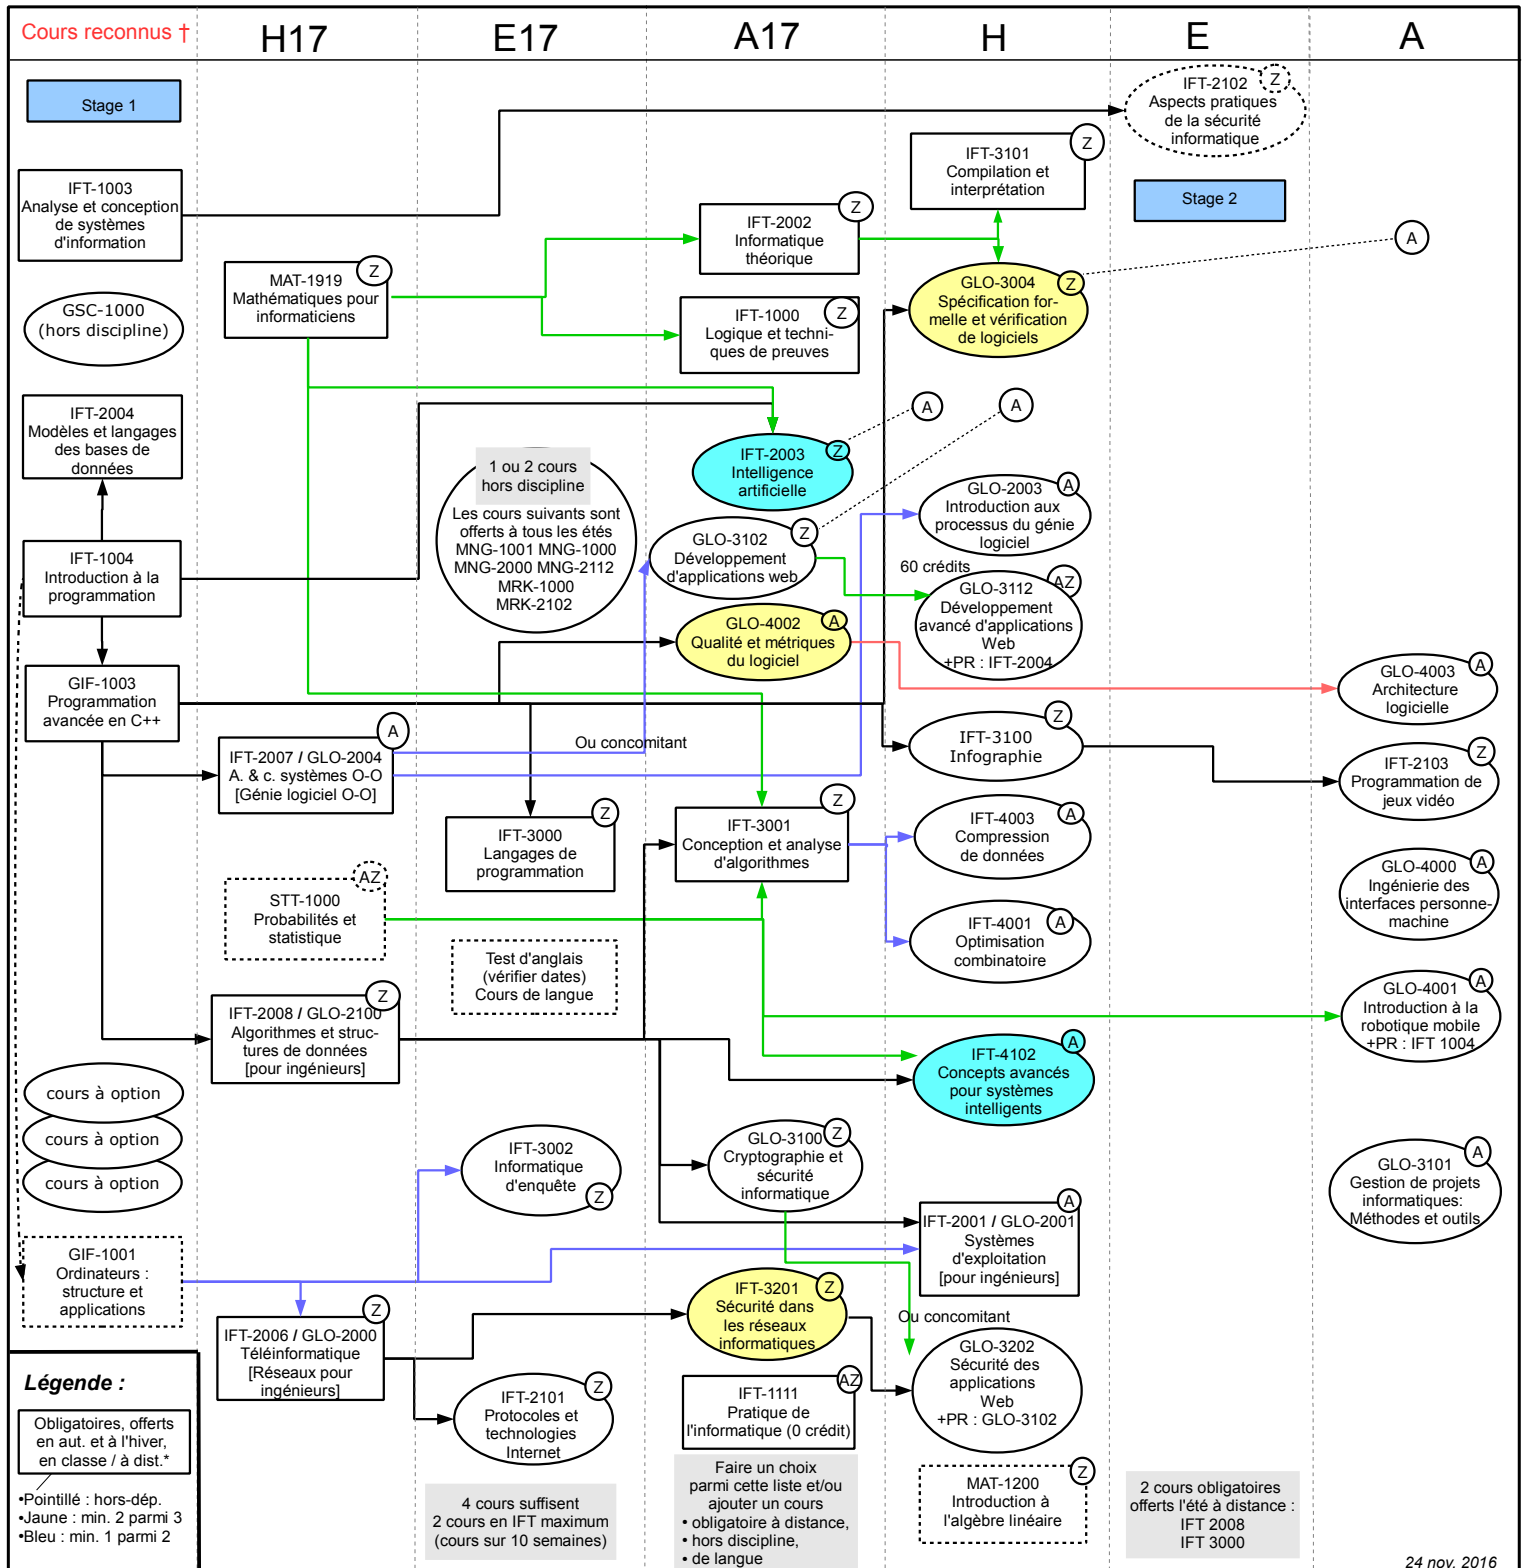 Cours reconnus †
H17
E17
A17
H
E
A
Stage 1
IFT-1003
Analyse et conception
de systèmes
d'information
GSC-1000
(hors discipline)
IFT-2004
Modèles et langages
des bases de
données
IFT-1004
Introduction à la
programmation
GIF-1003
Programmation
avancée en C++
cours à option
cours à option
cours à option
GIF-1001
Ordinateurs :
structure et
applications
Légende :
Obligatoires, offerts
en aut. et à l'hiver,
en classe / à dist.*
•Pointillé : hors-dép.
•Jaune : min. 2 parmi 3
•Bleu : min. 1 parmi 2
MAT-1919
Mathématiques pour
informaticiens
Z
IFT-2007 / GLO-2004
A. & c. systèmes O-O
[Génie logiciel O-O]
A
STT-1000
Probabilités et
statistique
AZ
IFT-2008 / GLO-2100
Algorithmes et struc-
tures de données
[pour ingénieurs]
Z
IFT-2006 / GLO-2000
Téléinformatique
[Réseaux pour
ingénieurs]
Z
1 ou 2 cours
hors discipline
Les cours suivants sont
offerts à tous les étés
MNG-1001 MNG-1000
MNG-2000 MNG-2112
MRK-1000
MRK-2102
Ou concomitant
IFT-3000
Langages de
programmation
Z
Test d'anglais
(vérifier dates)
Cours de langue
IFT-3002
Informatique
d'enquête
Z
IFT-2101
Protocoles et
technologies
Internet
Z
4 cours suffisent
2 cours en IFT maximum
(cours sur 10 semaines)
IFT-2002
Informatique
théorique
Z
IFT-1000
Logique et techni-
ques de preuves
Z
IFT-2003
Intelligence
artificielle
Z
A
GLO-3102
Développement
d'applications web
Z
A
GLO-4002
Qualité et métriques
du logiciel
A
IFT-3001
Conception et analyse
d'algorithmes
Z
GLO-3100
Cryptographie et
sécurité
informatique
Z
IFT-3201
Sécurité dans
les réseaux
informatiques
Z
IFT-1111
Pratique de
l'informatique (0 crédit)
AZ
Faire un choix
parmi cette liste et/ou
ajouter un cours
• obligatoire à distance,
• hors discipline,
• de langue
IFT-3101
Compilation et
interprétation
Z
GLO-3004
Spécification for-
melle et vérification
de logiciels
Z
A
GLO-2003
Introduction aux
processus du génie
logiciel
A
60 crédits
GLO-3112
Développement
avancé d'applications
Web
+PR : IFT-2004
AZ
IFT-3100
Infographie
Z
IFT-4003
Compression
de données
A
IFT-4001
Optimisation
combinatoire
A
IFT-4102
Concepts avancés
pour systèmes
intelligents
A
IFT-2001 / GLO-2001
Systèmes
d'exploitation
[pour ingénieurs]
A
Ou concomitant
GLO-3202
Sécurité des
applications
Web
+PR : GLO-3102
MAT-1200
Introduction à
l'algèbre linéaire
Z
IFT-2102
Aspects pratiques
de la sécurité
informatique
Z
Stage 2
2 cours obligatoires
offerts l'été à distance :
IFT 2008
IFT 3000
GLO-4003
Architecture
logicielle
A
IFT-2103
Programmation de
jeux vidéo
Z
GLO-4000
Ingénierie des
interfaces personne-
machine
A
GLO-4001
Introduction à la
robotique mobile
+PR : IFT 1004
A
GLO-3101
Gestion de projets
informatiques:
Méthodes et outils
A
24 nov. 2016